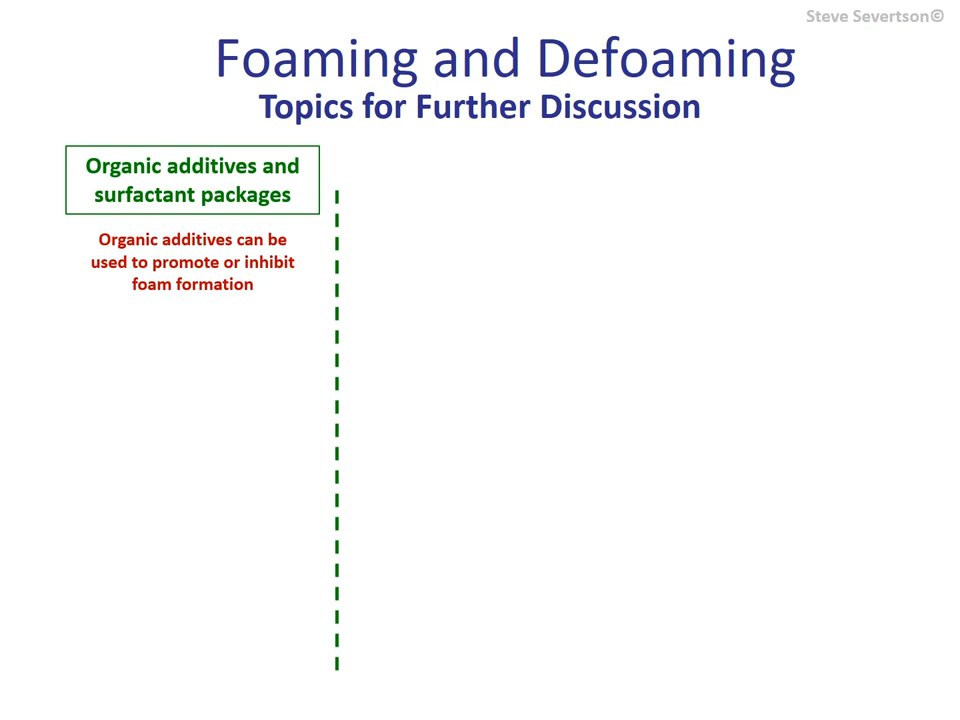 Steve Severtson©
Foaming and Defoaming
Topics for Further Discussion
Organic additives and
surfactant packages
Organic additives can be
used to promote or inhibit
foam formation